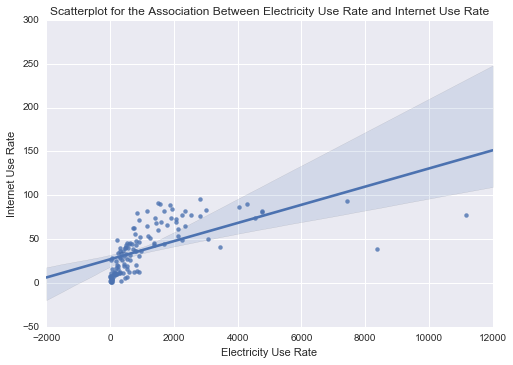 Scatterplot for the Association Between Electricity Use Rate and Internet Use Rate
300
250
200
150
100
50
0
−50
Internet Use Rate
−2000 0 2000 4000 6000 8000 10000 12000
Electricity Use Rate